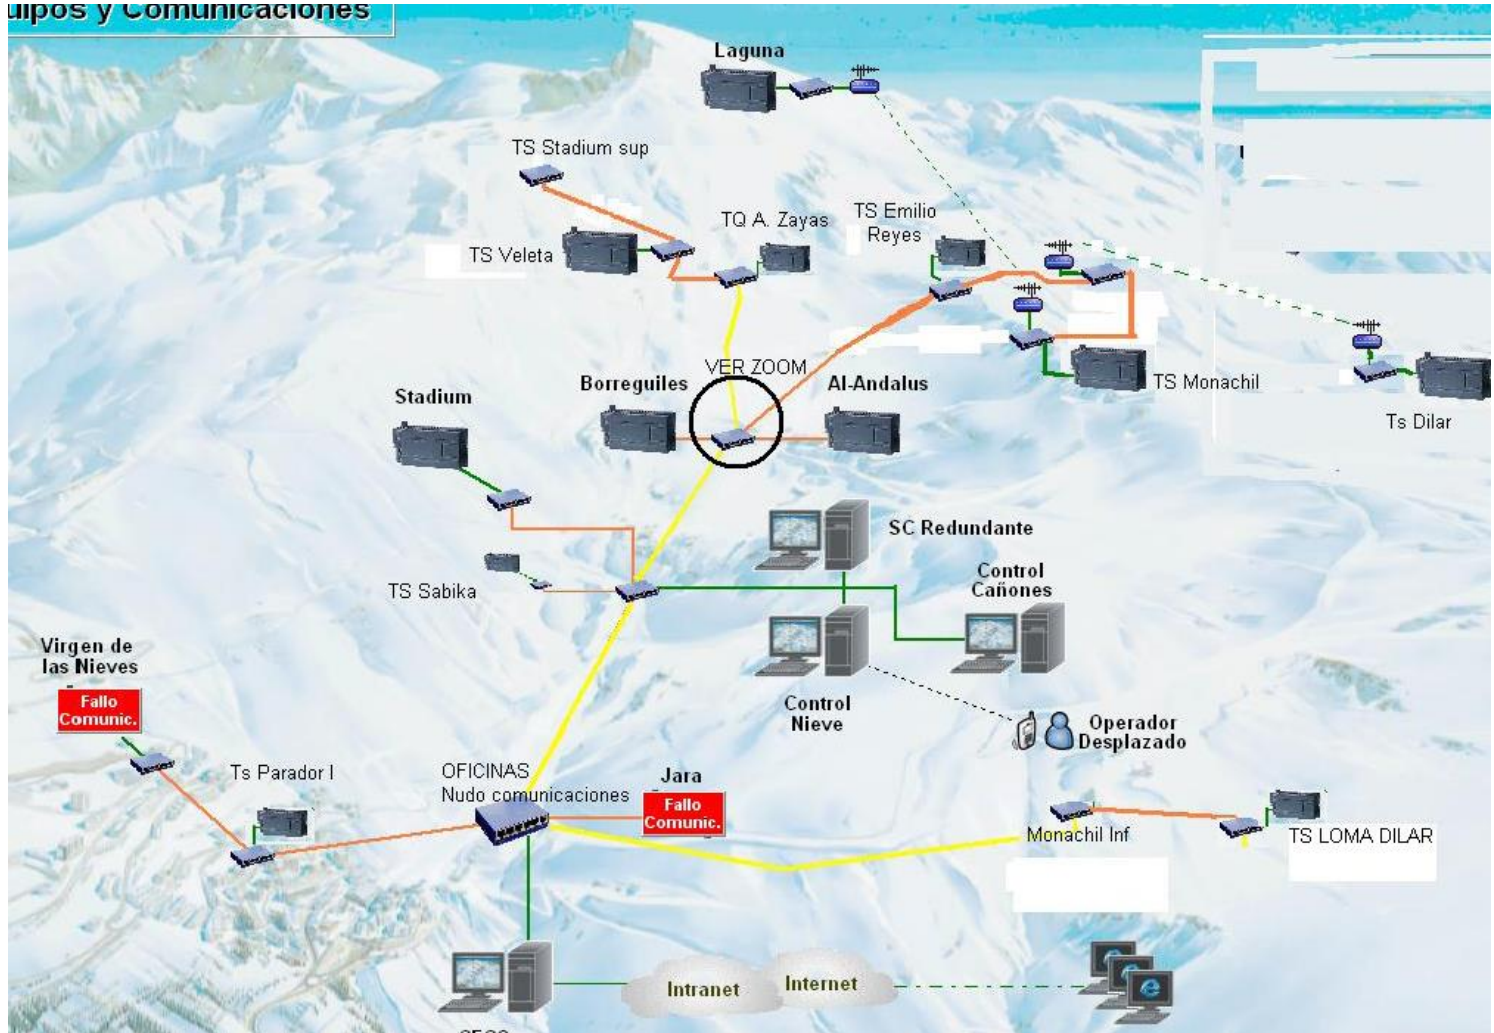 uipos y Comunicaciones
Laguna
TS Stadium sup
TQ A. Zayas
TS Emilio
Reyes
TS Veleta
VER ZOOM
TS Monachil
Borreguiles
Al-Andalus
Stadium
Ts Dilar
SC Redundante
Control
Cañones
TS Sabika
Virgen de
las Nieves
Fallo
Comunic.
Control
Nieve
Operador
Desplazado
Ts Parador I
OFICINAS
Nudo comunicaciones
Jara
Fallo
Comunic.
Monachil Inf
TS LOMA DILAR
Intranet
Internet